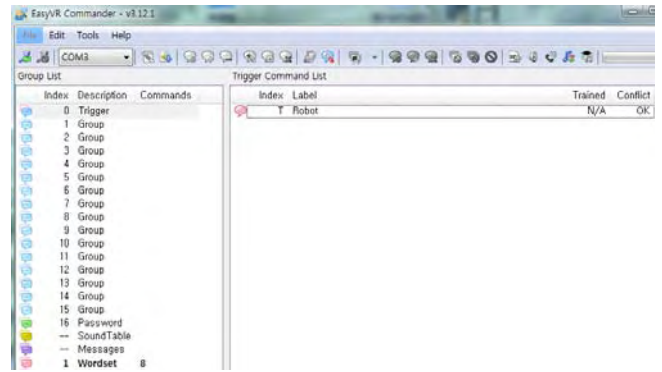 EasyVR Commander - v3.12.1
File Edit Tools Help
COM3
Group List
Index Description Commands
0 Trigger
1 Group
2 Group
3 Group
4 Group
5 Group
6 Group
7 Group
8 Group
9 Group
10 Group
11 Group
12 Group
13 Group
14 Group
15 Group
16 Password
-- SoundTable
-- Messages
1 Wordset 8
Trigger Command List
Index Label Trained Conflict
T Robot N/A OK